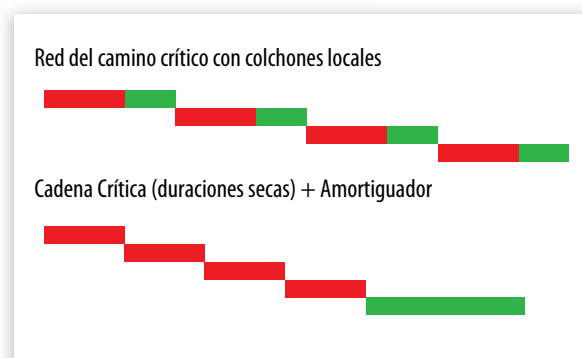 Red del camino crítico con colchones locales
Cadena Crítica (duraciones secas) + Amortiguador